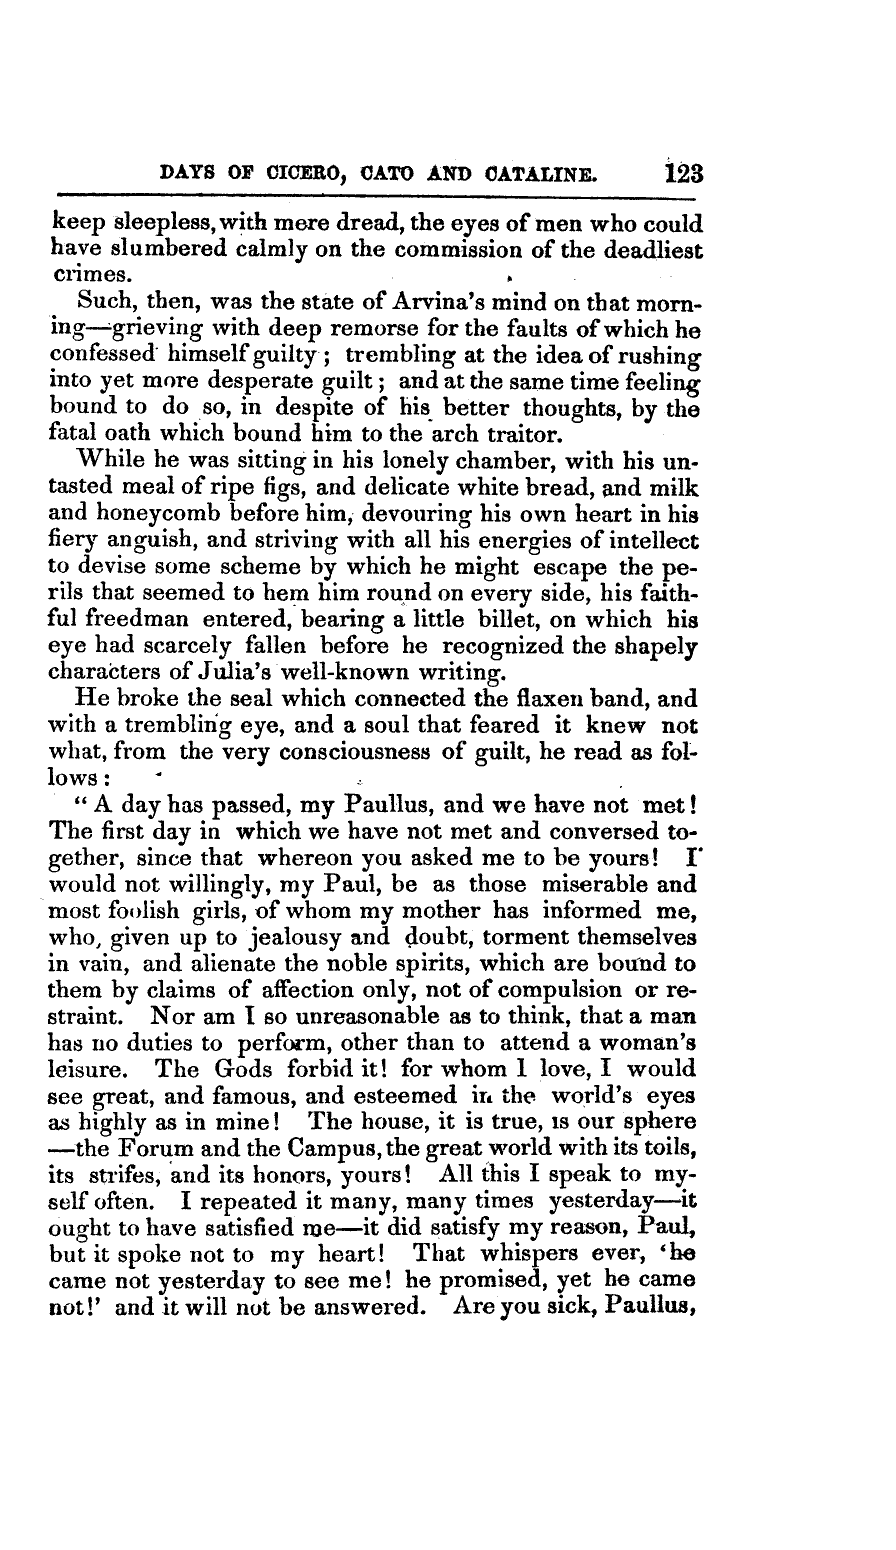 DAYS OF CICERO, CATO AND CATALINE. 123
keep sleepless, with mere dread, the eyes of men who could
have slumbered calmly on the commission of the deadliest
crimes.
Such, then, was the state of Arvina's mind on that morn-
ing—grieving with deep remorse for the faults of which he
confessed himself guilty; trembling at the idea of rushing
into yet more desperate guilt; and at the same time feeling
bound to do so, in despite of his better thoughts, by the
fatal oath which bound him to the arch traitor.
While he was sitting in his lonely chamber, with his un-
tasted meal of ripe figs, and delicate white bread, and milk
and honeycomb before him, devouring his own heart in his
fiery anguish, and striving with all his energies of intellect
to devise some scheme by which he might escape the pe-
rils that seemed to hem him round on every side, his faith-
ful freedman entered, bearing a little billet, on which his
eye had scarcely fallen before he recognized the shapely
characters of Julia's well-known writing.
He broke the seal which connected the flaxen band, and
with a trembling eye, and a soul that feared it knew not
what, from the very consciousness of guilt, he read as fol-
lows:
"A day has passed, my Paullus, and we have not met!
The first day in which we have not met and conversed to-
gether, since that whereon you asked me to be yours! I
would not willingly, my Paul, be as those miserable and
most foolish girls, of whom my mother has informed me,
who, given up to jealousy and doubt, torment themselves
in vain, and alienate the noble spirits, which are bound to
them by claims of affection only, not of compulsion or re-
straint. Nor am I so unreasonable as to think, that a man
has no duties to perform, other than to attend a woman's
leisure. The Gods forbid it! for whom I love, I would
see great, and famous, and esteemed in the world's eyes
as highly as in mine! The house, it is true, is our sphere
—the Forum and the Campus, the great world with its toils,
its strifes, and its honors, yours! All this I speak to my-
self often. I repeated it many, many times yesterday—it
ought to have satisfied me—it did satisfy my reason, Paul,
but it spoke not to my heart! That whispers ever, 'he
came not yesterday to see me! he promised, yet he came
not!' and it will not be answered. Are you sick, Paullus,